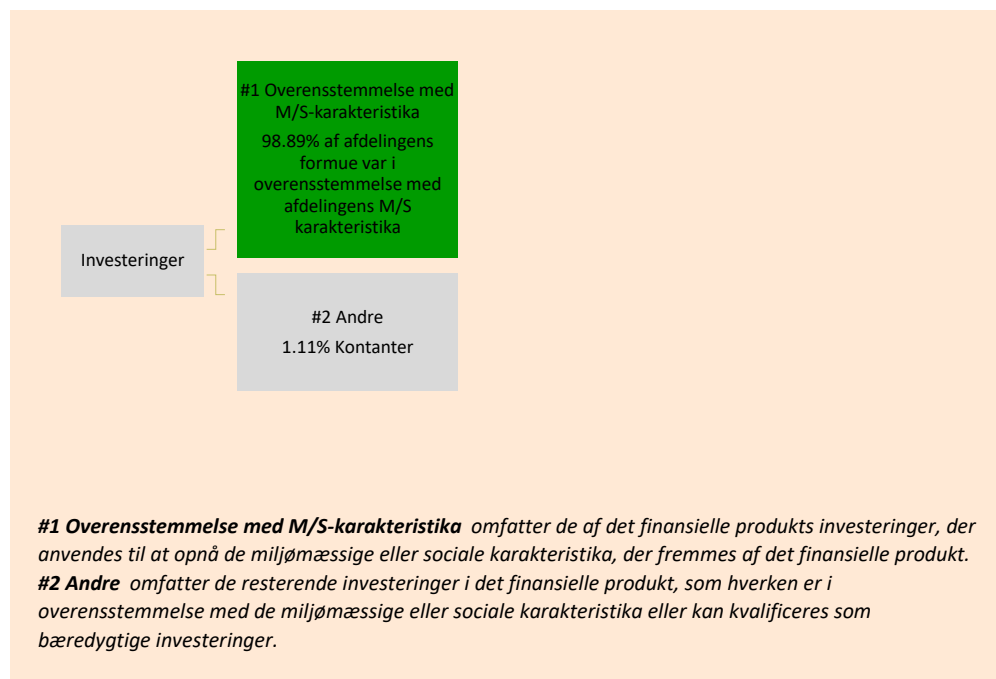 #1 Overensstemmelse med
M/S-karakteristika
98.89% af afdelingens
formue var i
overensstemmelse med
afdelingens M/S
karakteristika
Investeringer
#2 Andre
1.11% Kontanter
#1 Overensstemmelse med M/S-karakteristika omfatter de af det finansielle produkts investeringer, der
anvendes til at opnå de miljømæssige eller sociale karakteristika, der fremmes af det finansielle produkt.
#2 Andre omfatter de resterende investeringer i det finansielle produkt, som hverken er i
overensstemmelse med de miljømæssige eller sociale karakteristika eller kan kvalificeres som
bæredygtige investeringer.